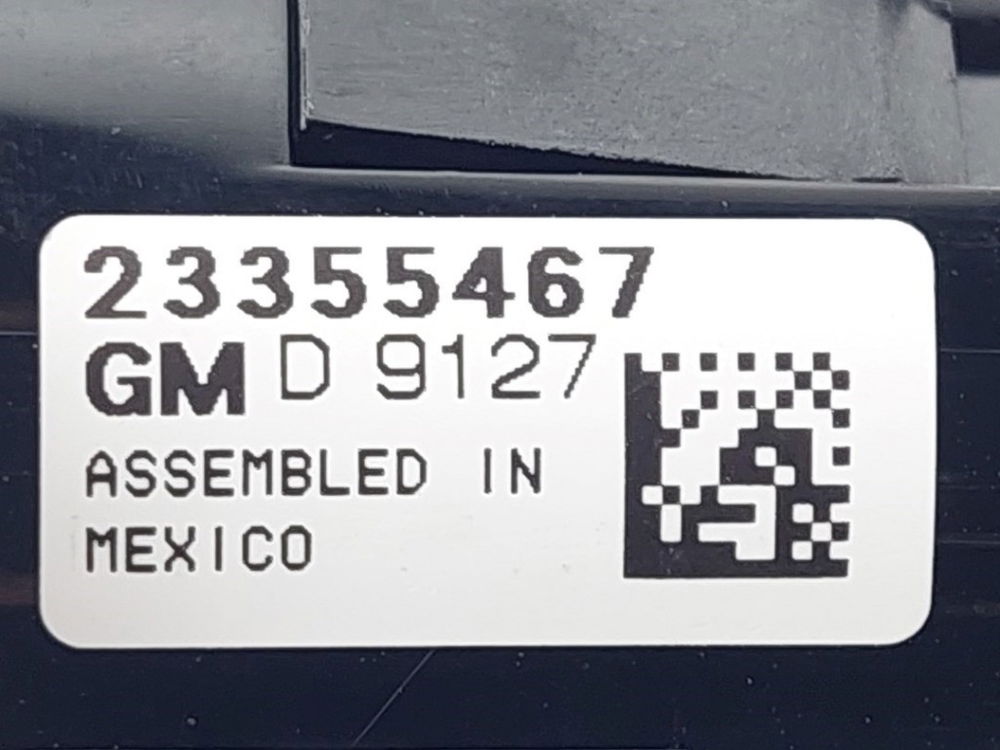 23355467
GM D 9127
ASSEMBLED IN
MEXICO